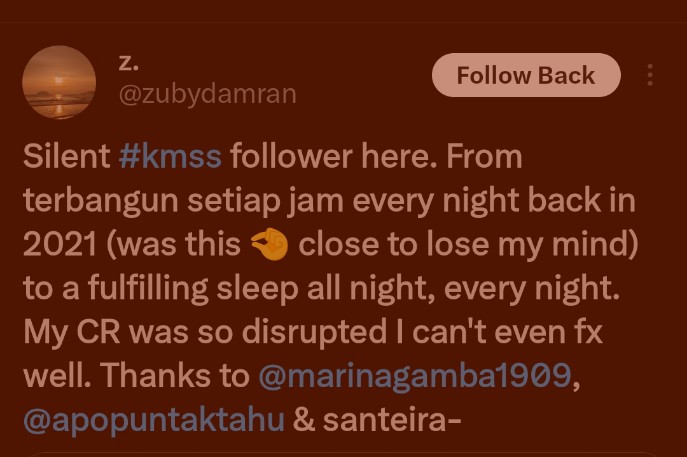 z.
@zubydamran
Follow Back
Silent #kmss follower here. From
terbangun setiap jam every night back in
2021 (was this 🤏 close to lose my mind)
to a fulfilling sleep all night, every night.
My CR was so disrupted I can't even fx
well. Thanks to @marinagamba1909,
@apopuntaktahu & santeira-